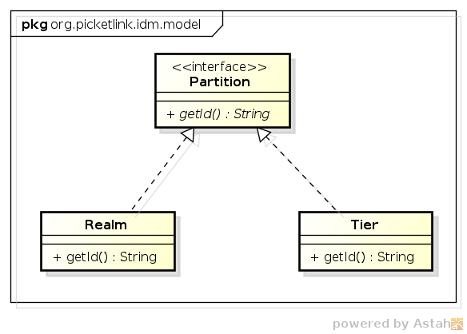 pkg org.picketlink.idm.model
<<interface>>
Partition
+ getId() : String
Realm
+ getId() : String
Tier
+ getId() : String
powered by Astah